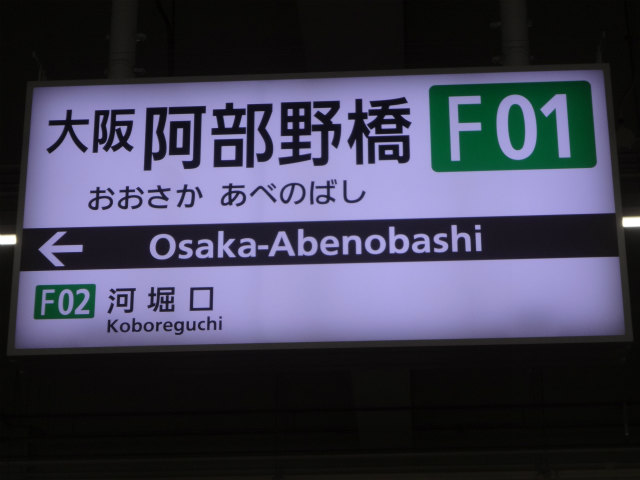 大阪 阿部野橋 F01
おおさか あべのばし
← Osaka-Abenobashi
F02 河堀口
Koboreguchi